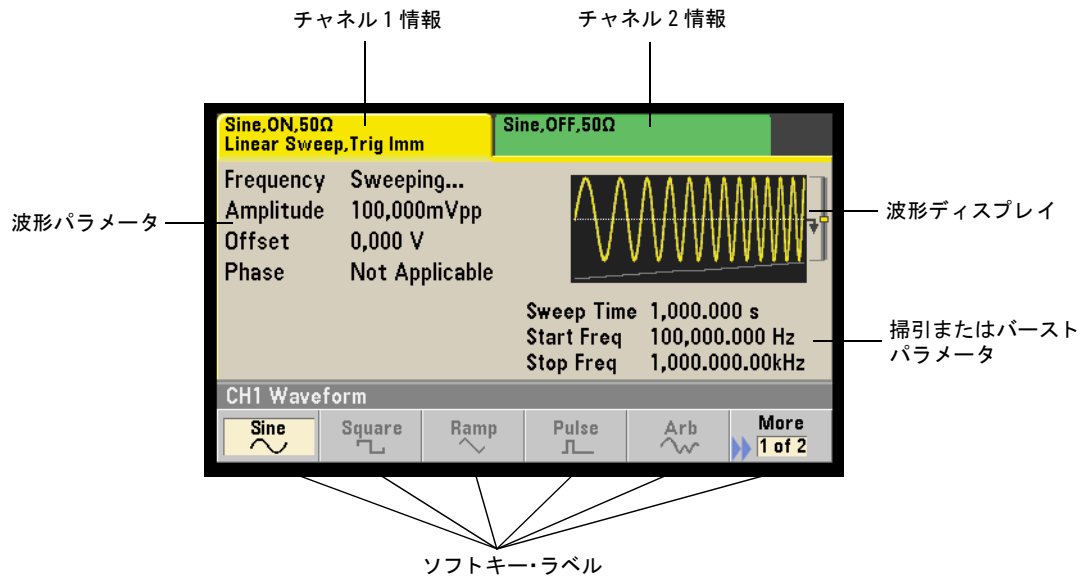 チャネル 1 情報
チャネル 2 情報
Sine,ON,50Ω
Linear Sweep,Trig Imm
Sine,OFF,50Ω
波形パラメータ
Frequency Sweeping...
Amplitude 100,000mVpp
Offset 0,000 V
Phase Not Applicable
波形ディスプレイ
Sweep Time 1,000.000 s
Start Freq 100,000.000 Hz
Stop Freq 1,000.000.00kHz
掃引またはバースト
パラメータ
CH1 Waveform
Sine
Square
Ramp
Pulse
Arb
More
1 of 2
ソフトキー・ラベル